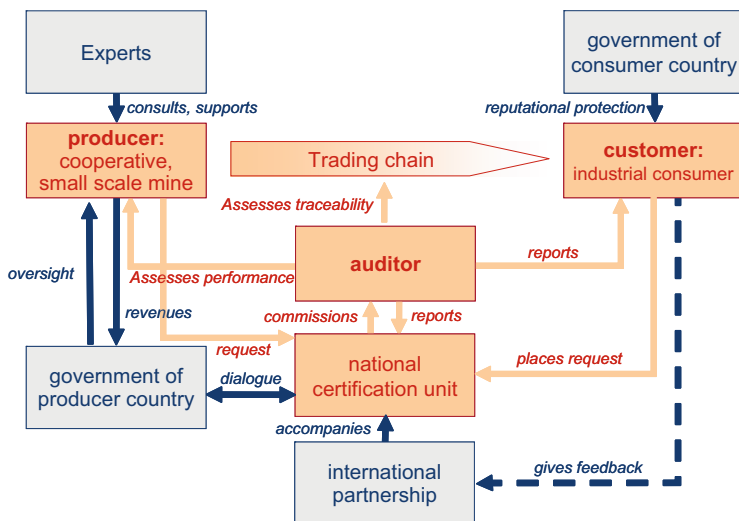 Experts
government of
consumer country
consults, supports
reputational protection
producer:
cooperative,
small scale mine
Trading chain
customer:
industrial consumer
Assesses traceability
auditor
oversight
Assesses performance
reports
revenues
commissions
reports
request
places request
national
certification unit
government of
producer country
dialogue
accompanies
international
partnership
gives feedback